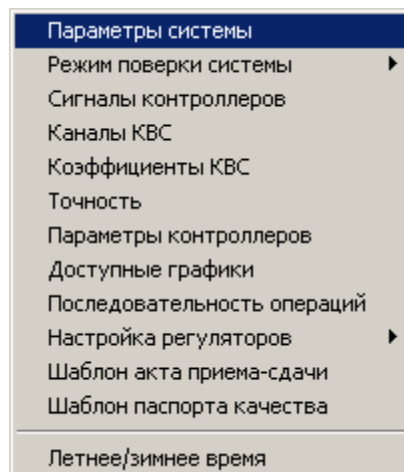 Параметры системы
Режим поверки системы
Сигналы контроллеров
Каналы КВС
Коэффициенты КВС
Точность
Параметры контроллеров
Доступные графики
Последовательность операций
Настройка регуляторов
Шаблон акта приема-сдачи
Шаблон паспорта качества
Летнее/зимнее время